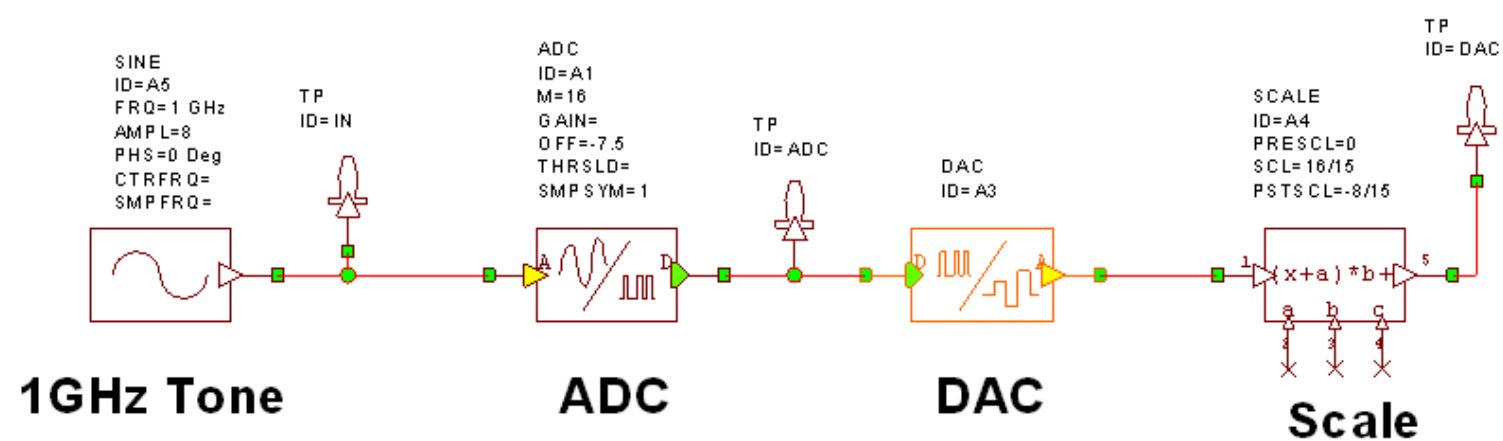 SINE
ID=A5
FRQ=1 GHz
AMPL=8
PHS=0 Deg
CTRFRQ=
SMPFRQ=
TP
ID=IN
ADC
ID=A1
M=16
GAIN=
OFF=-7.5
THRSLD=
SMPSYM=1
TP
ID=ADC
DAC
ID=A3
SCALE
ID=A4
PRESCL=0
SCL=16/15
PSTSCL=-8/15
TP
ID=DAC
A D
D A
1 (x+a)*b+ 5
a b c
2 3 4
1GHz Tone
ADC
DAC
Scale